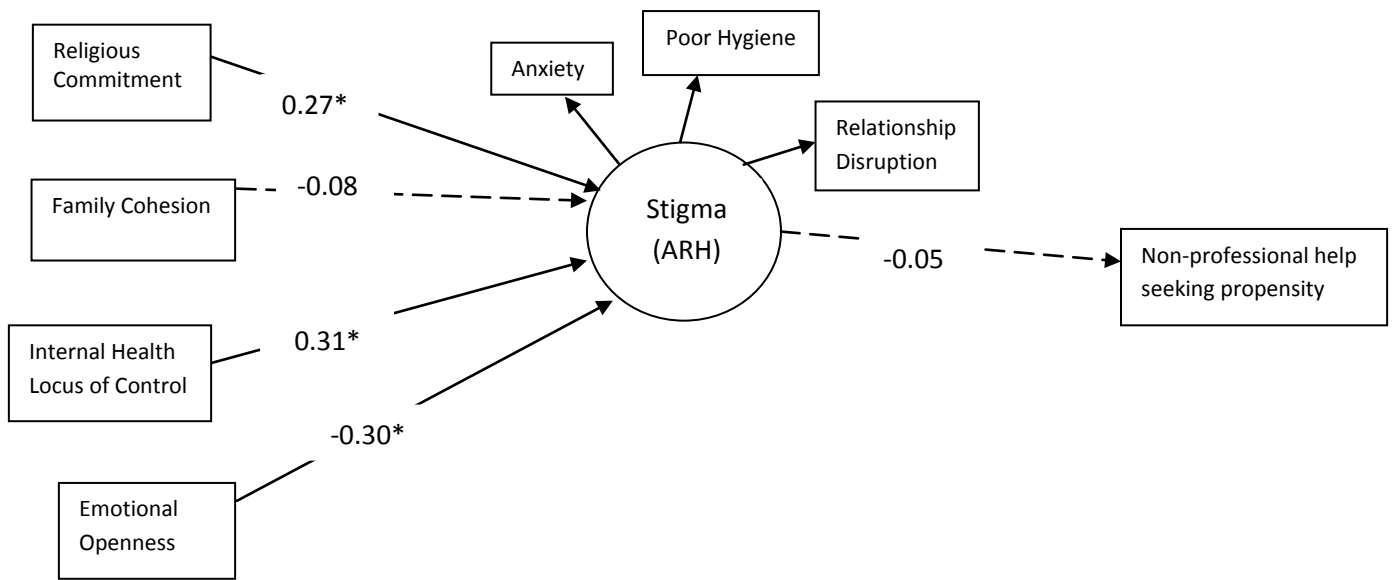 Religious
Commitment
0.27*
Anxiety
Poor Hygiene
Relationship
Disruption
Family Cohesion
-0.08
Stigma
(ARH)
-0.05
Non-professional help
seeking propensity
Internal Health
Locus of Control
0.31*
-0.30*
Emotional
Openness